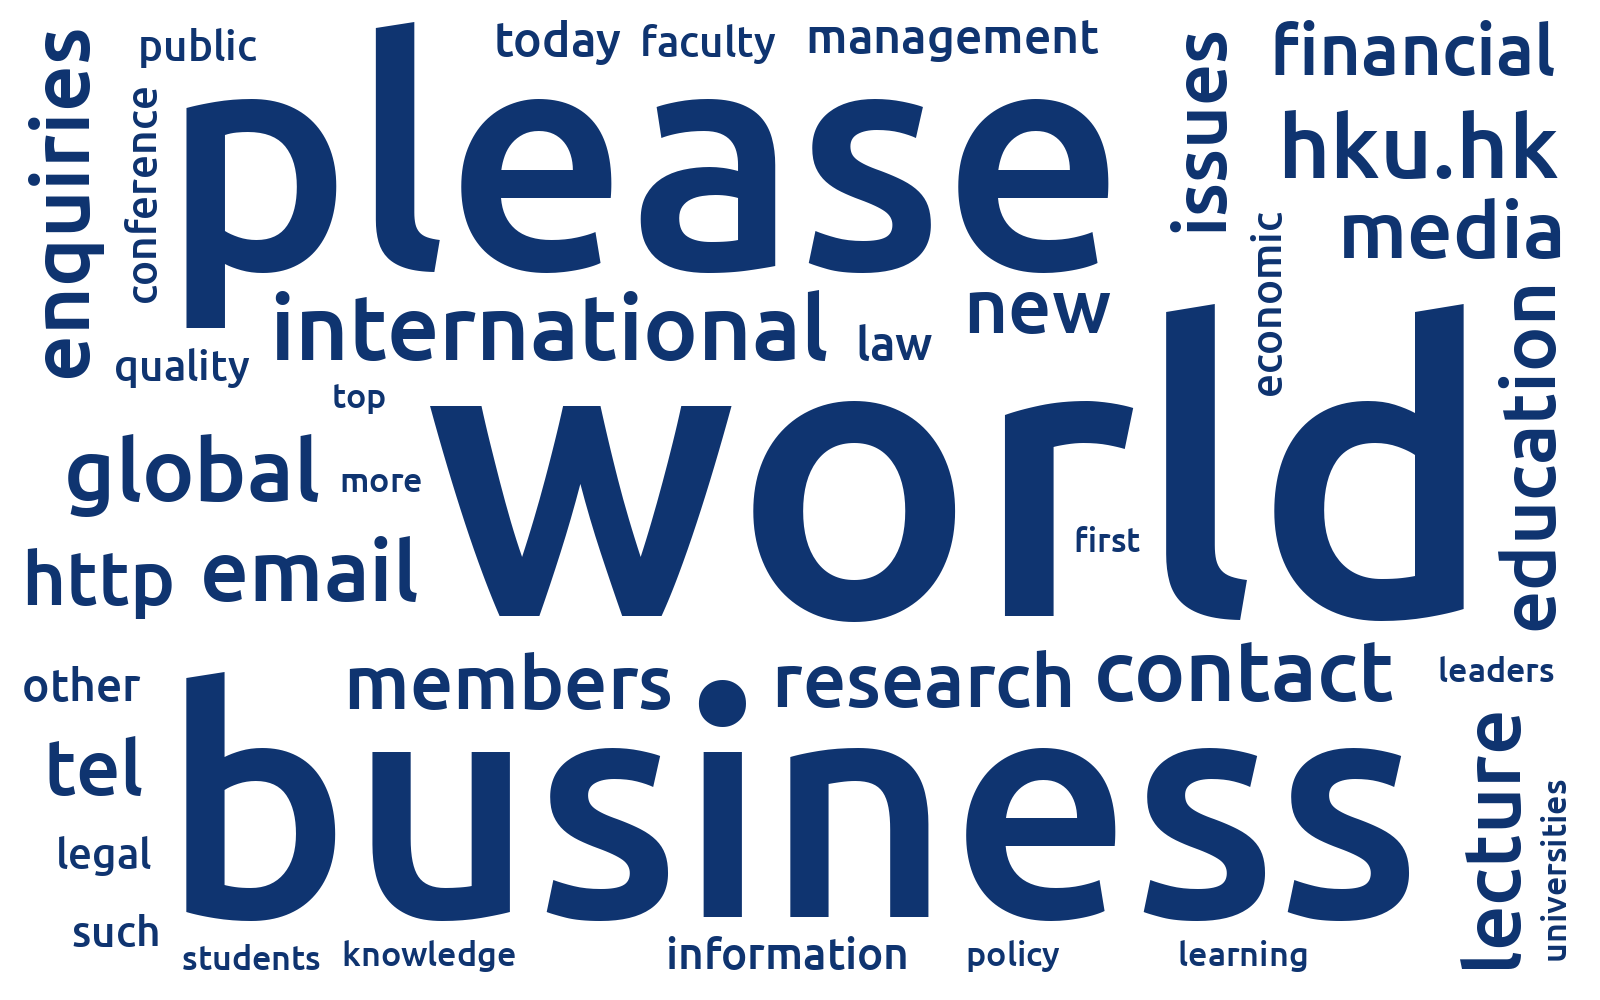 public
today
faculty
management
financial
enquiries
conference
please
issues
hku.hk
media
economic
international
new
law
quality
top
education
global
more
world
first
http
email
other
members
research
contact
leaders
tel
business
lecture
universities
legal
such
students
knowledge
information
policy
learning